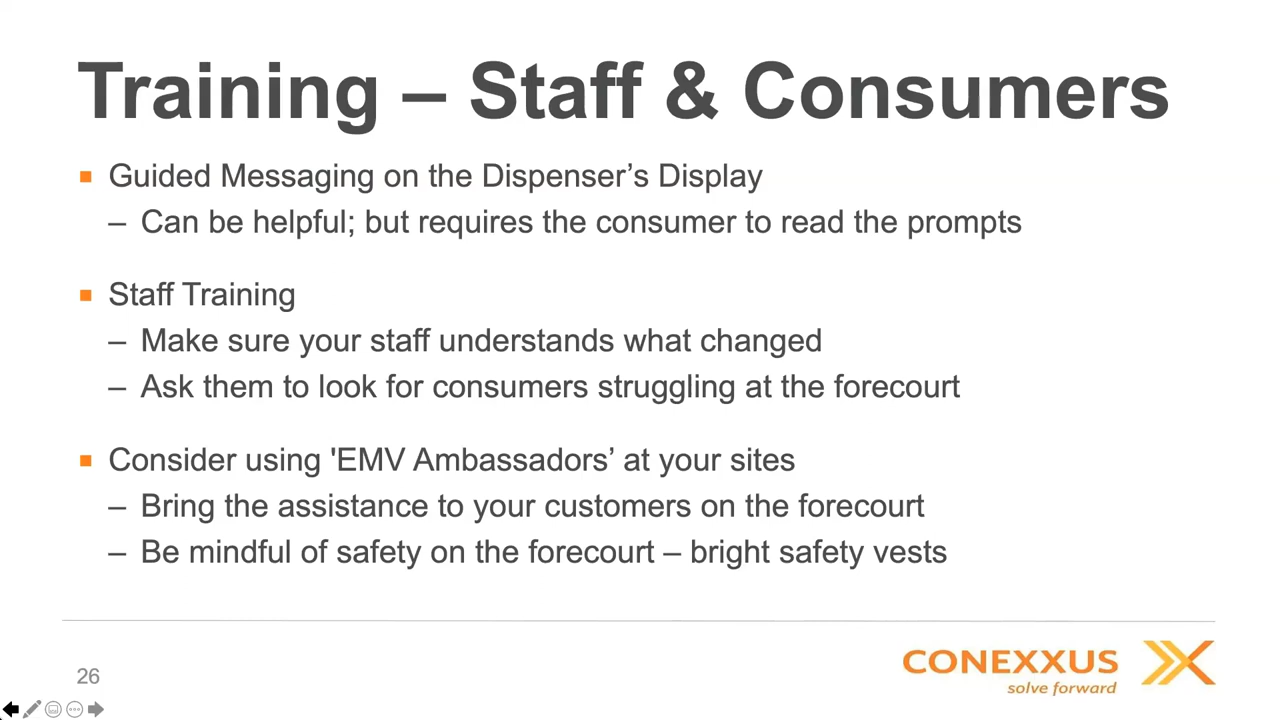 Training – Staff & Consumers
Guided Messaging on the Dispenser’s Display
– Can be helpful; but requires the consumer to read the prompts
Staff Training
– Make sure your staff understands what changed
– Ask them to look for consumers struggling at the forecourt
Consider using 'EMV Ambassadors’ at your sites
– Bring the assistance to your customers on the forecourt
– Be mindful of safety on the forecourt – bright safety vests
26
CONEXXUS
solve forward